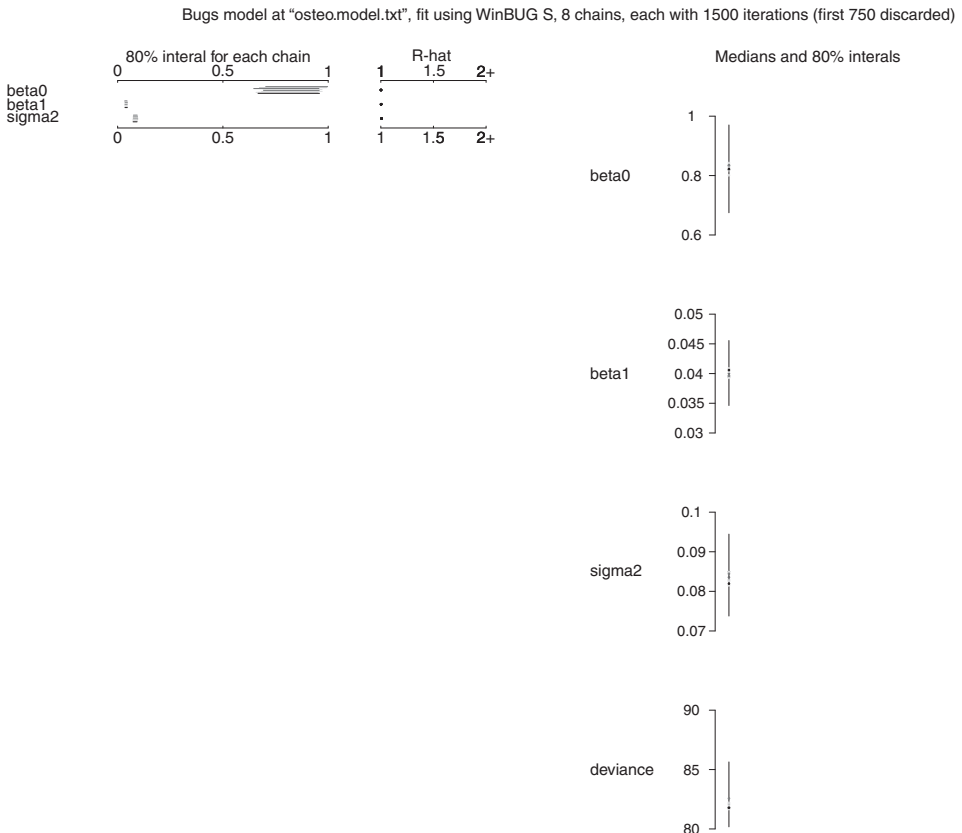 Bugs model at “osteo.model.txt”, fit using WinBUG S, 8 chains, each with 1500 iterations (first 750 discarded)
80% interal for each chain
R-hat
Medians and 80% interals
0 0.5 1
1 1.5 2+
beta0
beta1
sigma2
0 0.5 1
1 1.5 2+
1
beta0
0.8
0.6
0.05
0.045
beta1
0.04
0.035
0.03
0.1
0.09
sigma2
0.08
0.07
90
deviance
85
80